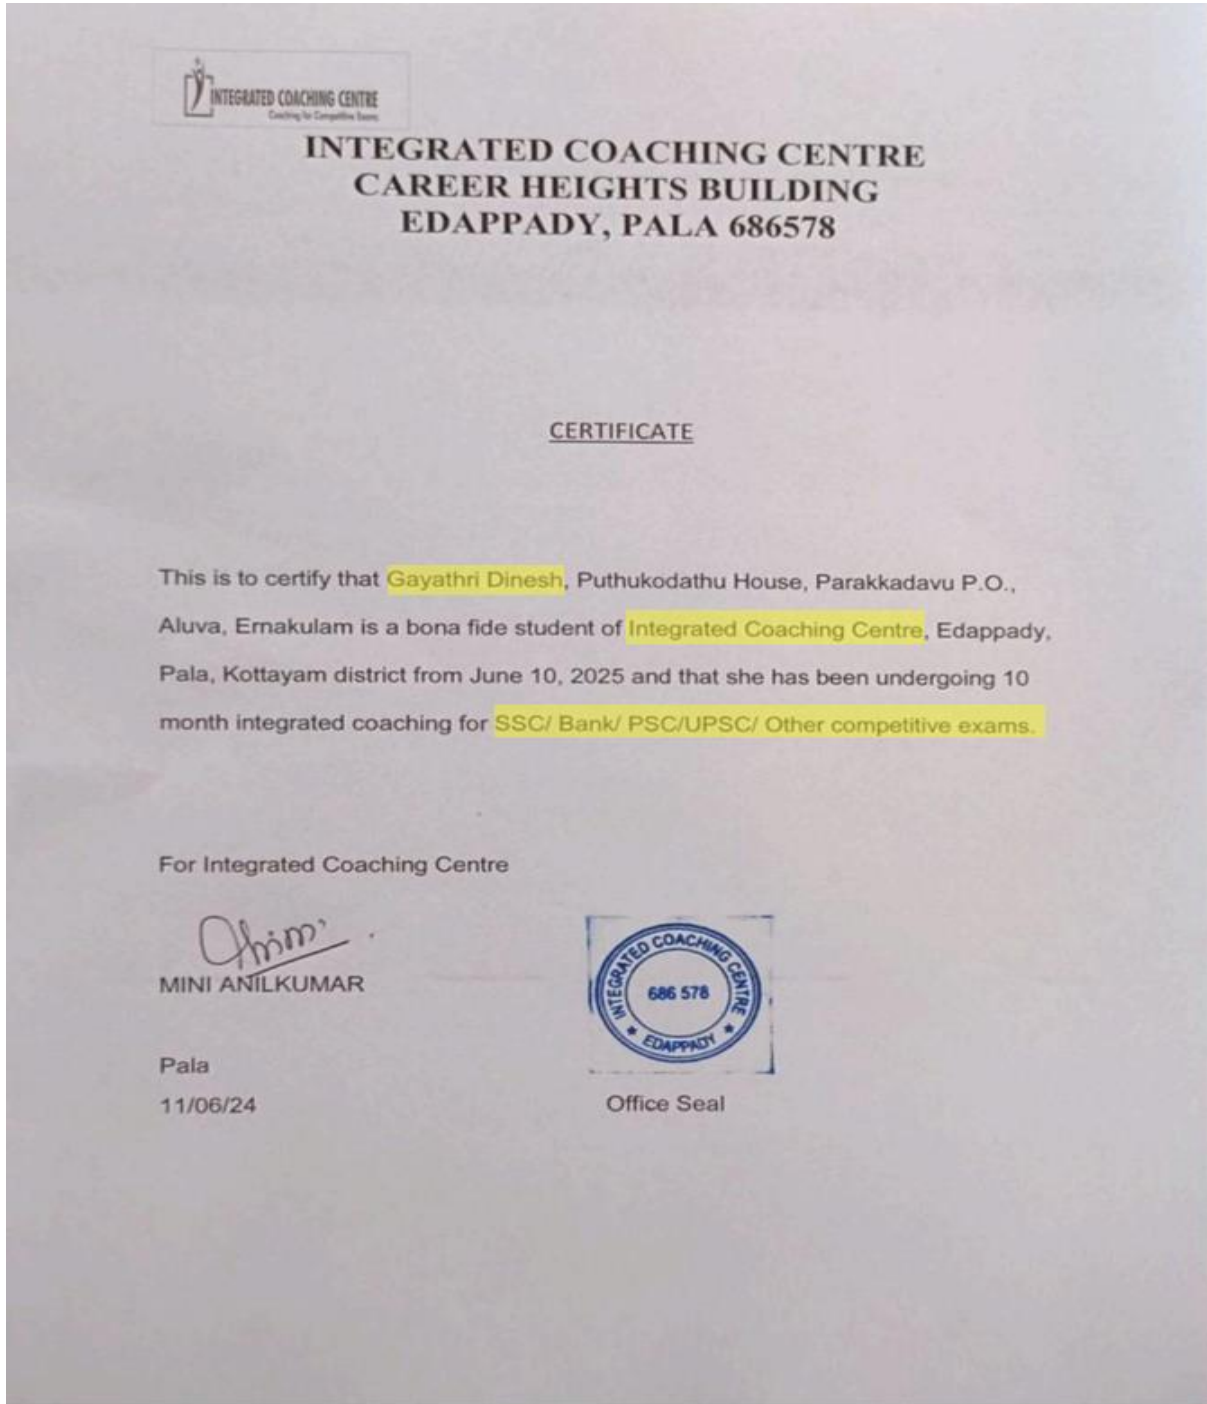 INTEGRATED COACHING CENTRE
Coaching for Competitive Exams
INTEGRATED COACHING CENTRE
CAREER HEIGHTS BUILDING
EDAPPADY, PALA 686578
CERTIFICATE
This is to certify that Gayathri Dinesh, Puthukodathu House, Parakkadavu P.O.,
Aluva, Ernakulam is a bona fide student of Integrated Coaching Centre, Edappady,
Pala, Kottayam district from June 10, 2025 and that she has been undergoing 10
month integrated coaching for SSC/ Bank/ PSC/UPSC/ Other competitive exams.
For Integrated Coaching Centre
MINI ANILKUMAR
INTEGRATED COACHING CENTRE
686 578
EDAPPADY
Pala
11/06/24
Office Seal